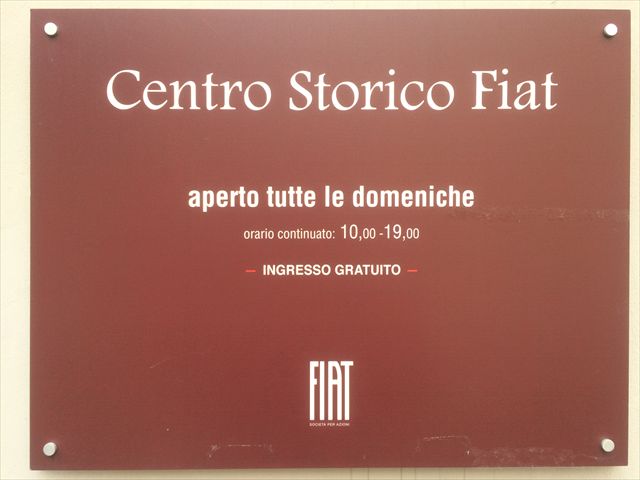 Centro Storico Fiat
aperto tutte le domeniche
orario continuato: 10,00 -19,00
— INGRESSO GRATUITO —
FIAT
SOCIETÀ PER AZIONI